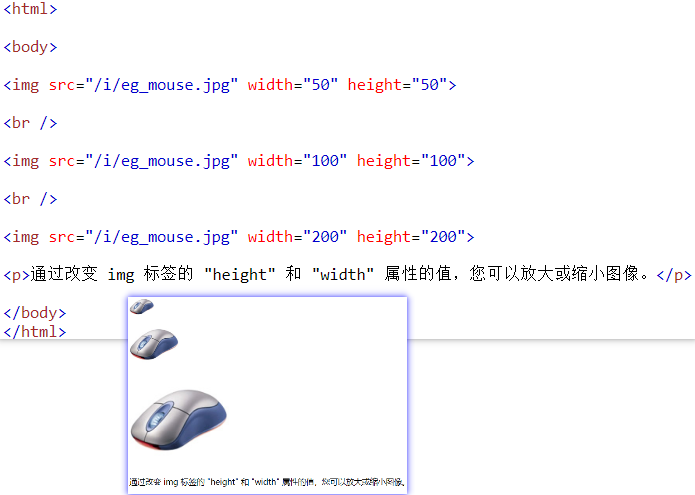 <html>
<body>
<img src="/i/eg_mouse.jpg" width="50" height="50">
<br />
<img src="/i/eg_mouse.jpg" width="100" height="100">
<br />
<img src="/i/eg_mouse.jpg" width="200" height="200">
<p>通过改变 img 标签的 "height" 和 "width" 属性的值，您可以放大或缩小图像。</p>
</body>
</html>
通过改变 img 标签的 "height" 和 "width" 属性的值，您可以放大或缩小图像。